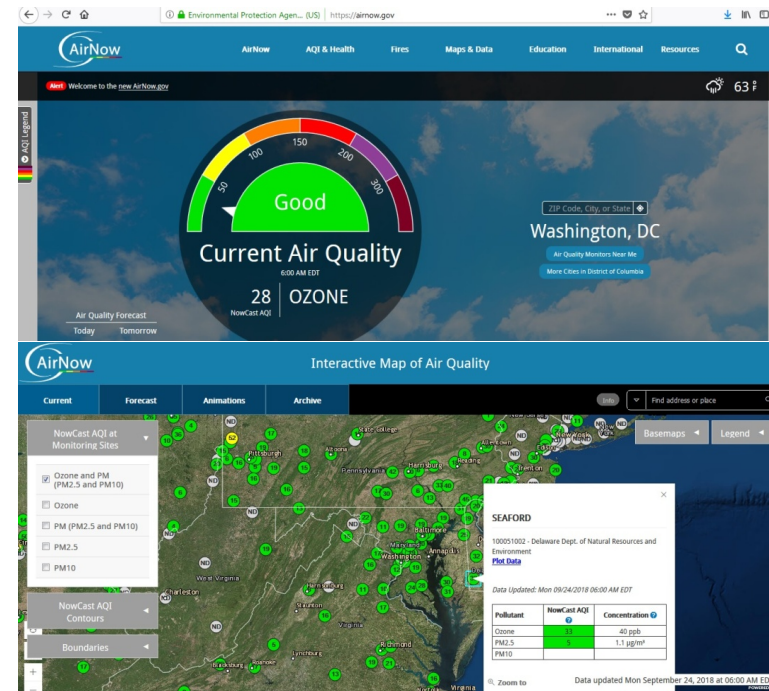 Environmental Protection Agen... (US)
https://airnow.gov
AirNow
AirNow
AQI & Health
Fires
Maps & Data
Education
International
Resources
Alert Welcome to the new AirNow.gov
63 F
AQI Legend
50
100
150
200
300
Good
Current Air Quality
6:00 AM EDT
28
OZONE
NowCast AQI
Air Quality Forecast
Today
Tomorrow
ZIP Code, City, or State
Washington, DC
Air Quality Monitors Near Me
More Cities in District of Columbia
AirNow
Interactive Map of Air Quality
Current
Forecast
Animations
Archive
Info
Find address or place
NowCast AQI at
Monitoring Sites
Ozone and PM
(PM2.5 and PM10)
Ozone
PM (PM2.5 and PM10)
PM2.5
PM10
NowCast AQI
Contours
Boundaries
Basemaps
Legend
State College
Pittsburgh
Altoona
Pennsylvania
Harrisburg
Reading
Allentown
New York
Trenton
Baltimore
Maryland
Annapolis
Washington
West Virginia
Charleston
Harrisonburg
Staunton
Virginia
Richmond
Lynchburg
Roanoke
Blacksburg
Norfolk
Virginia
SEAFORD
100051002 - Delaware Dept. of Natural Resources and
Environment
Plot Data
Data Updated: Mon 09/24/2018 06:00 AM EDT
Pollutant
NowCast AQI
Concentration
Ozone
33
40 ppb
PM2.5
5
1.1 µg/m³
PM10
Zoom to
Data updated Mon September 24, 2018 at 06:00 AM ED